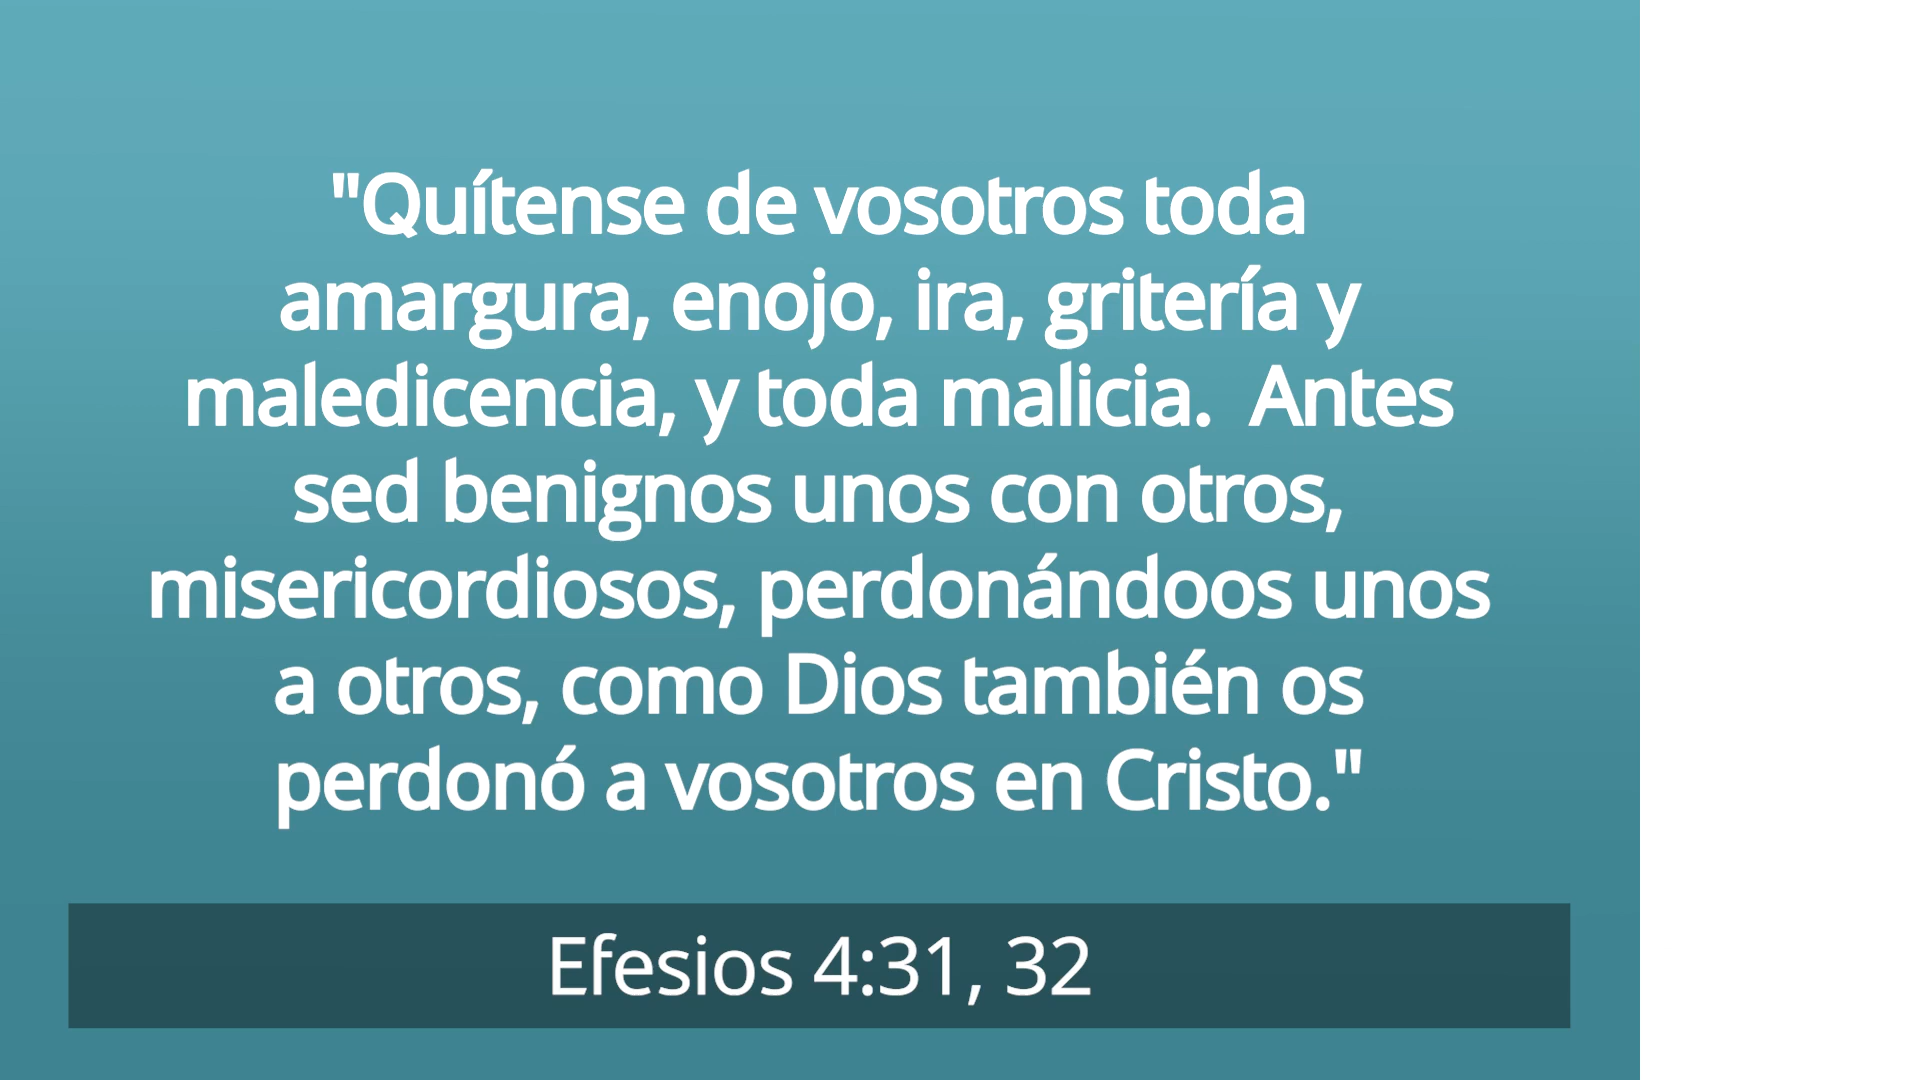 "Quítense de vosotros toda
amargura, enojo, ira, gritería y
maledicencia, y toda malicia.  Antes
sed benignos unos con otros,
misericordiosos, perdonándoos unos
a otros, como Dios también os
perdonó a vosotros en Cristo."
Efesios 4:31, 32